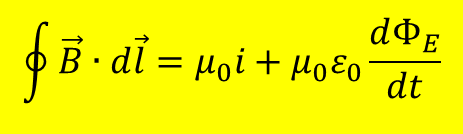 ∮ B⃗ · dl⃗ = μ₀i + μ₀ε₀ dΦ_E/dt